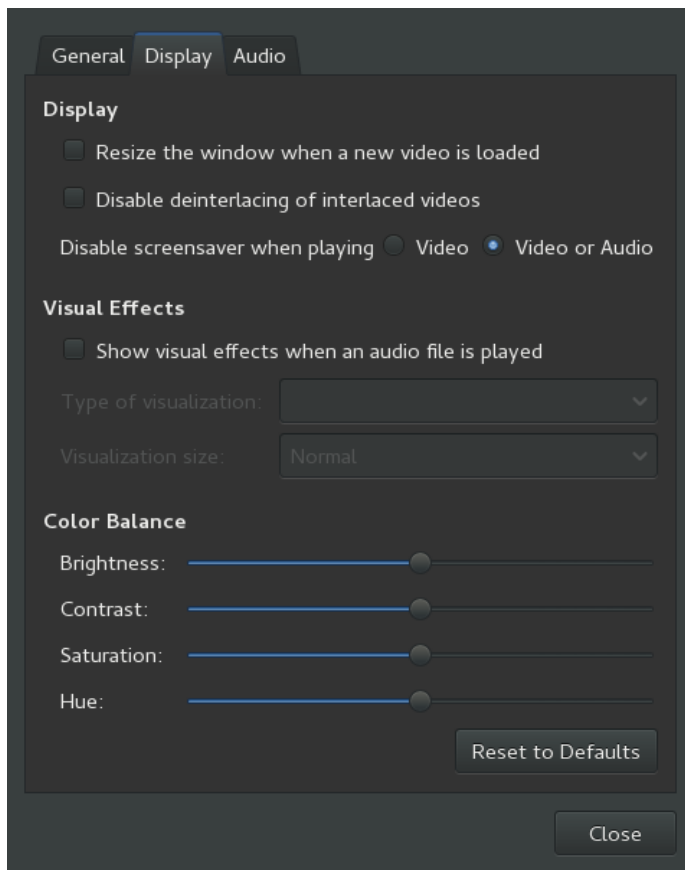 General Display Audio
Display
Resize the window when a new video is loaded
Disable deinterlacing of interlaced videos
Disable screensaver when playing Video Video or Audio
Visual Effects
Show visual effects when an audio file is played
Type of visualization:
Visualization size: Normal
Color Balance
Brightness:
Contrast:
Saturation:
Hue:
Reset to Defaults
Close